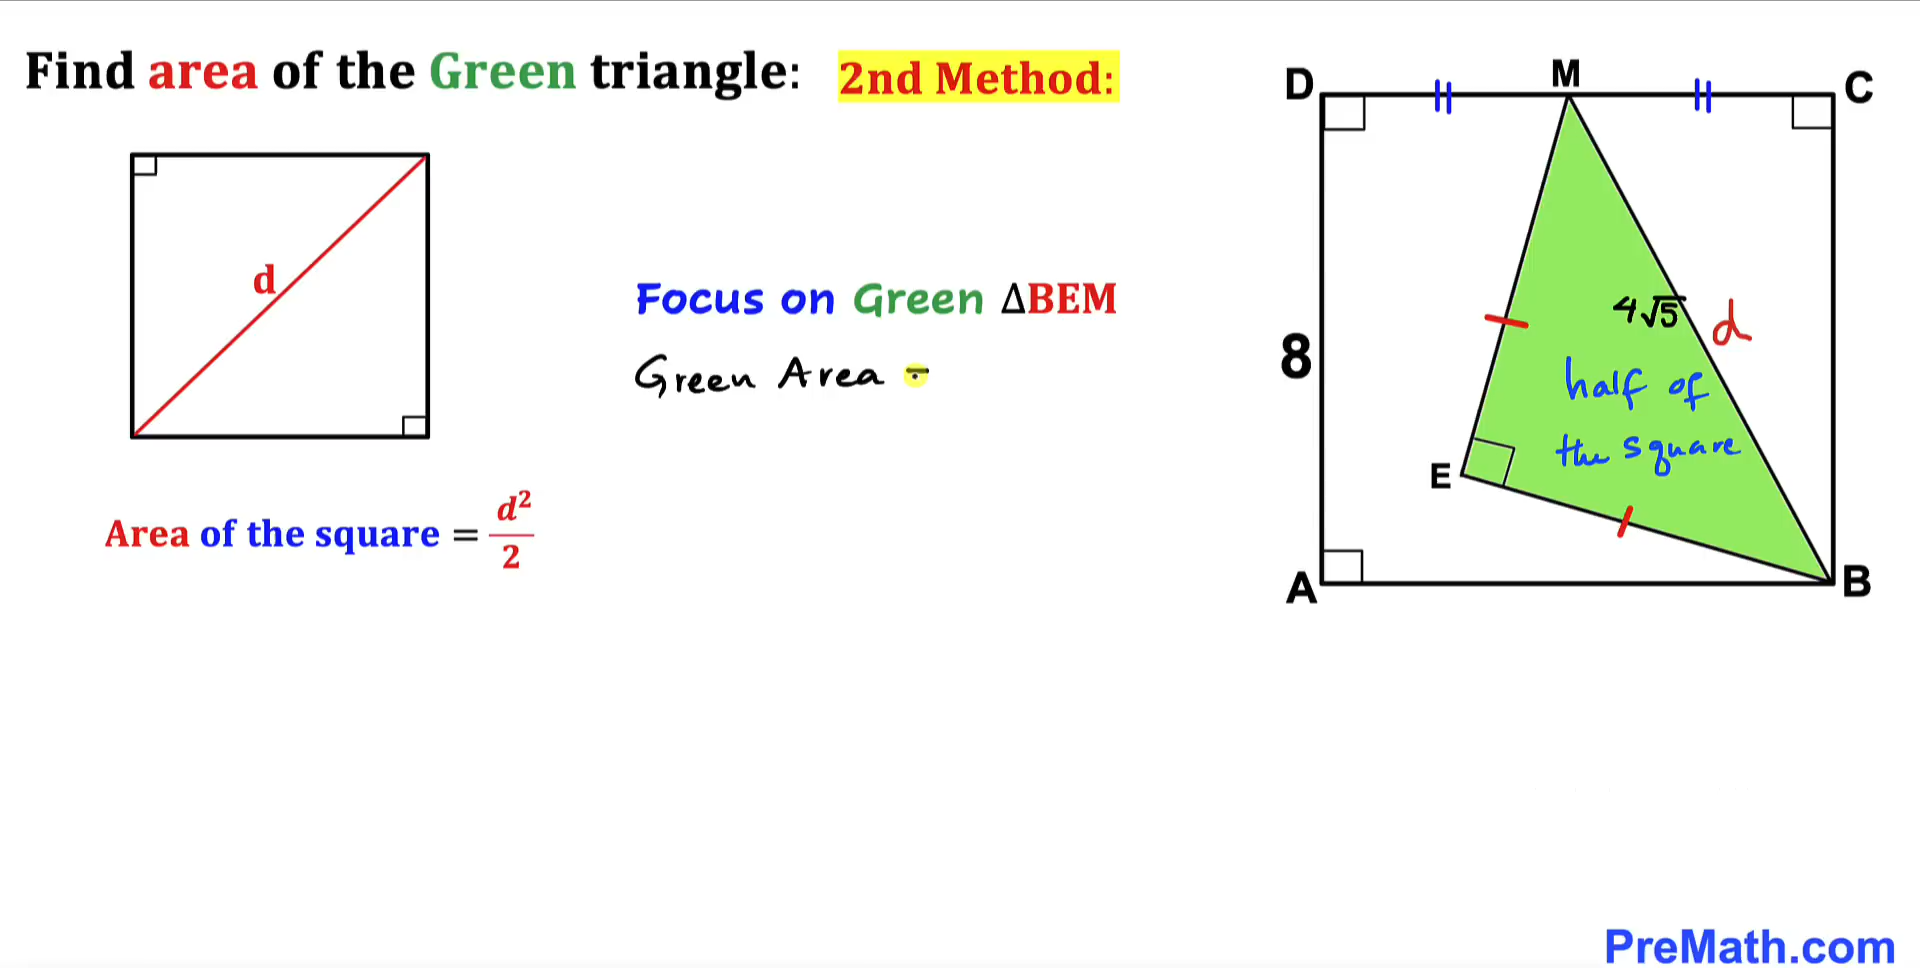 Find area of the Green triangle: 2nd Method:
d
Area of the square = d²/2
Focus on Green ΔBEM
Green Area =
D
M
C
8
4√5
d
half of
the square
E
A
B
PreMath.com